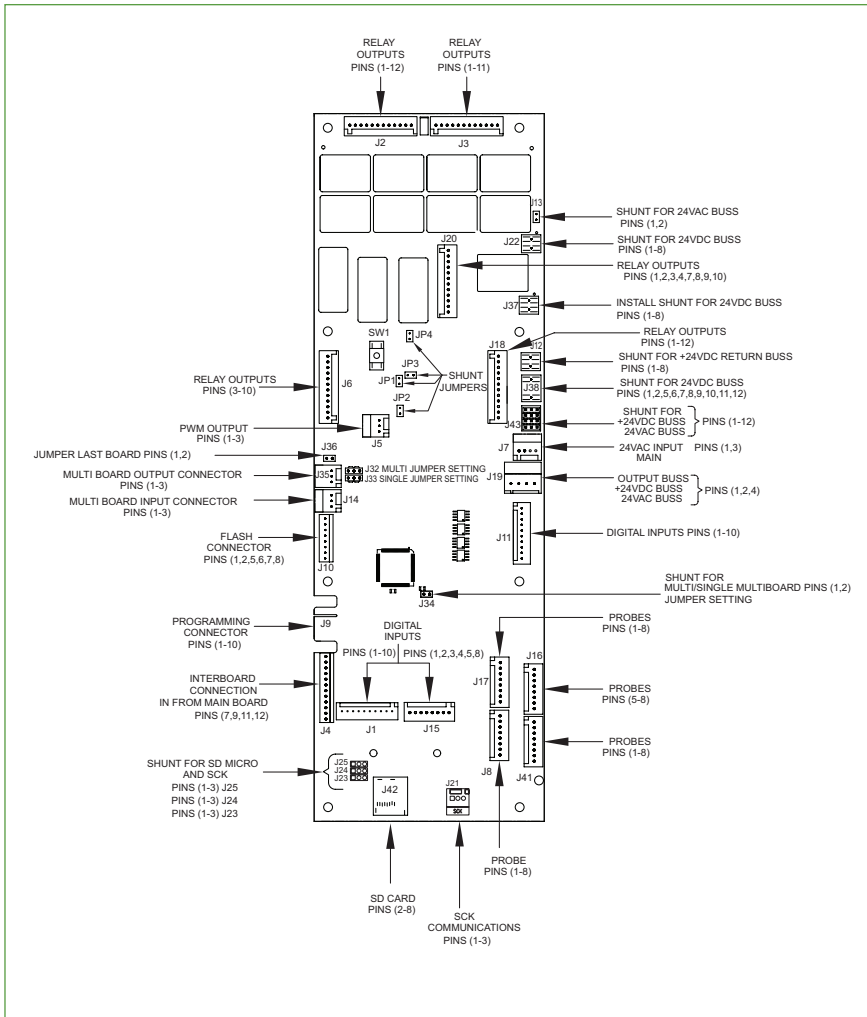 RELAY
OUTPUTS
PINS (1-12)
RELAY
OUTPUTS
PINS (1-11)
J2
J3
J13
SHUNT FOR 24VAC BUSS
PINS (1,2)
J22
SHUNT FOR 24VDC BUSS
PINS (1-8)
J20
RELAY OUTPUTS
PINS (1,2,3,4,7,8,9,10)
J37
INSTALL SHUNT FOR 24VDC BUSS
PINS (1-8)
SW1
JP4
J18
RELAY OUTPUTS
PINS (1-12)
J12
SHUNT FOR +24VDC RETURN BUSS
PINS (1-8)
JP3
JP1
SHUNT
JUMPERS
JP2
RELAY OUTPUTS
PINS (3-10)
J6
J38
SHUNT FOR 24VDC BUSS
PINS (1,2,5,6,7,8,9,10,11,12)
J43
SHUNT FOR
+24VDC BUSS
24VAC BUSS
PINS (1-12)
PWM OUTPUT
PINS (1-3)
J5
J7
24VAC INPUT
MAIN
PINS (1,3)
J36
JUMPER LAST BOARD PINS (1,2)
MULTI BOARD OUTPUT CONNECTOR
PINS (1-3)
J35
J32 MULTI JUMPER SETTING
J33 SINGLE JUMPER SETTING
J19
OUTPUT BUSS
+24VDC BUSS
24VAC BUSS
PINS (1,2,4)
MULTI BOARD INPUT CONNECTOR
PINS (1-3)
J14
FLASH
CONNECTOR
PINS (1,2,5,6,7,8)
J10
J11
DIGITAL INPUTS PINS (1-10)
J34
SHUNT FOR
MULTI/SINGLE MULTIBOARD PINS (1,2)
JUMPER SETTING
PROGRAMMING
CONNECTOR
PINS (1-10)
J9
DIGITAL
INPUTS
PINS (1-10)
PINS (1,2,3,4,5,8)
PROBES
PINS (1-8)
J17
J16
PROBES
PINS (5-8)
INTERBOARD
CONNECTION
IN FROM MAIN BOARD
PINS (7,9,11,12)
J4
J1
J15
J8
J41
PROBES
PINS (1-8)
SHUNT FOR SD MICRO
AND SCK
PINS (1-3) J25
PINS (1-3) J24
PINS (1-3) J23
J25
J24
J23
J42
J21
SCK
PROBE
PINS (1-8)
SD CARD
PINS (2-8)
SCK
COMMUNICATIONS
PINS (1-3)